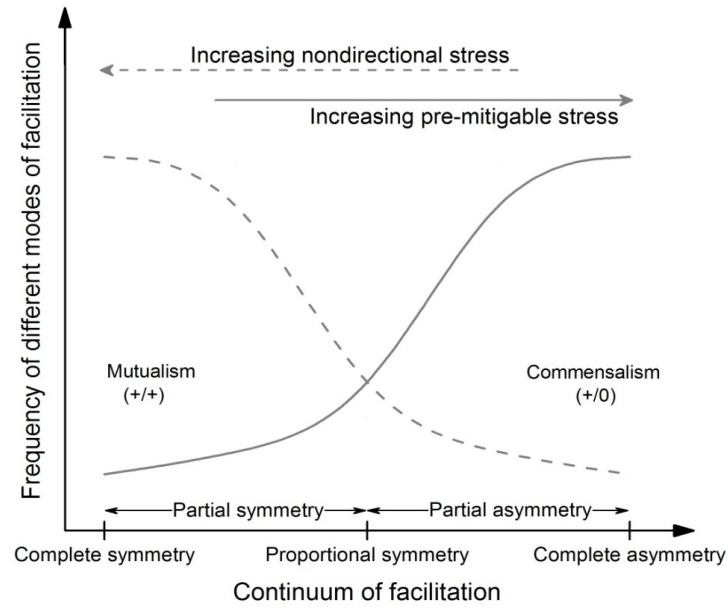 Frequency of different modes of facilitation
Increasing nondirectional stress
Increasing pre-mitigable stress
Mutualism
(+/+)
Commensalism
(+/0)
Partial symmetry
Partial asymmetry
Complete symmetry
Proportional symmetry
Complete asymmetry
Continuum of facilitation